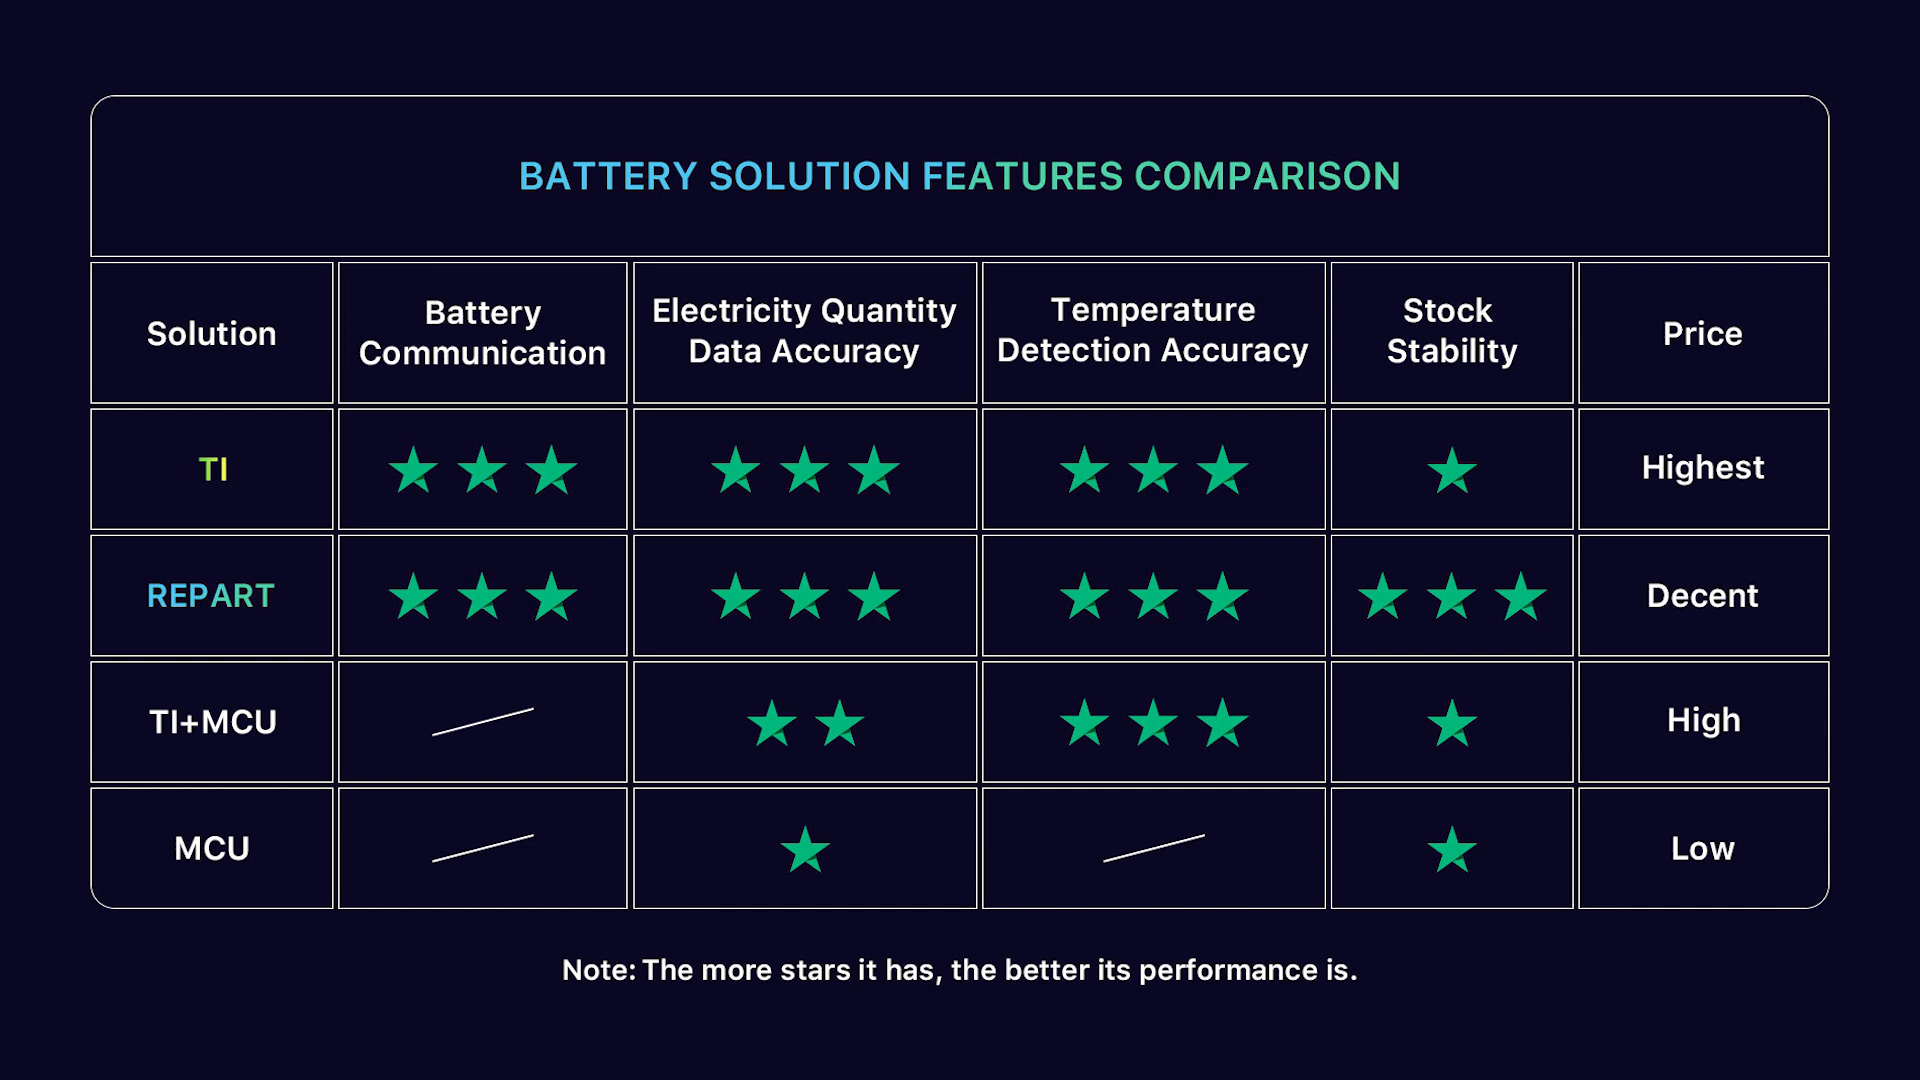 BATTERY SOLUTION FEATURES COMPARISON
Solution
Battery
Communication
Electricity Quantity
Data Accuracy
Temperature
Detection Accuracy
Stock
Stability
Price
TI
Highest
REPART
Decent
TI+MCU
High
MCU
Low
Note: The more stars it has, the better its performance is.